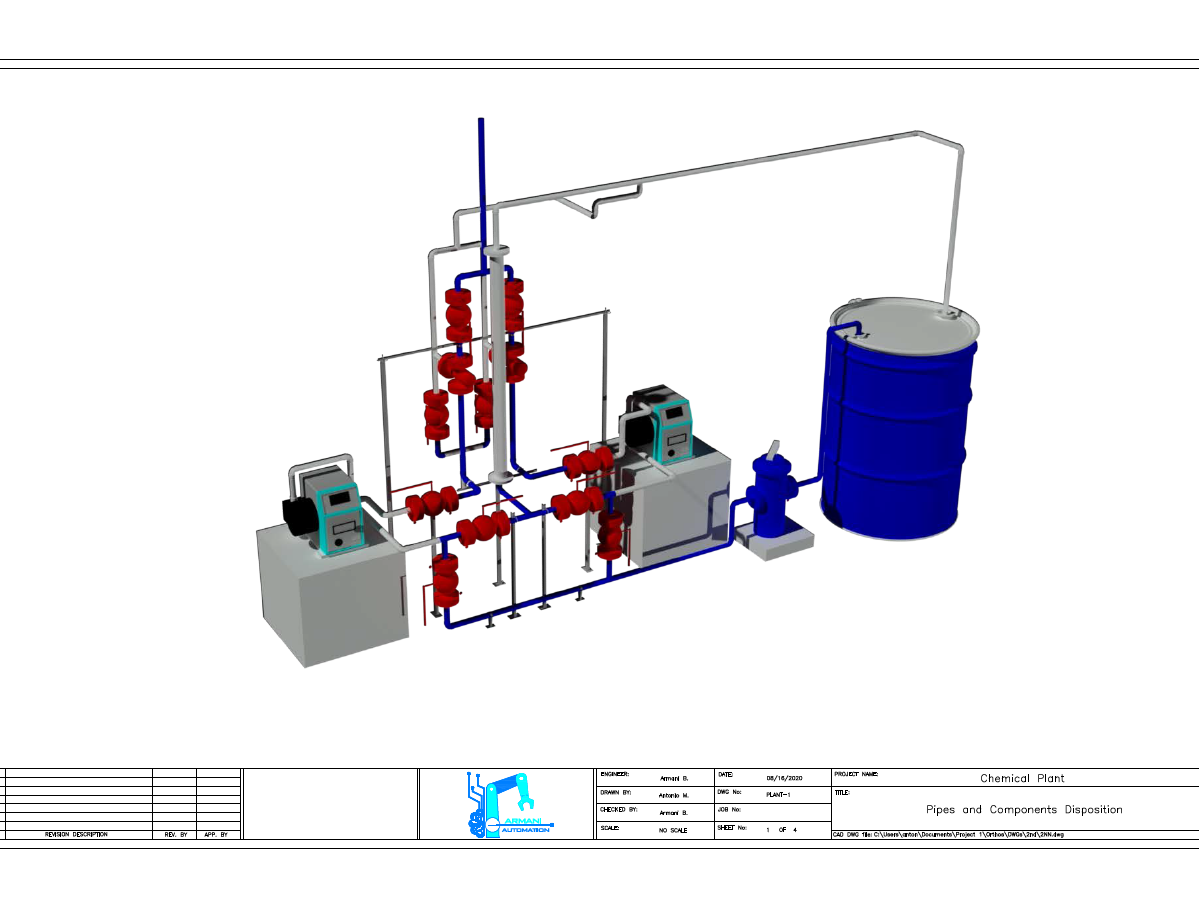 ENGINEER:
Armani B.
DATE:
08/16/2020
PROJECT NAME:
Chemical Plant
DRAWN BY:
Antonio M.
DWG No:
PLANT-1
TITLE:
Pipes and Components Disposition
CHECKED BY:
Armani B.
JOB No:
SCALE:
NO SCALE
SHEET No:
1 OF 4
CAD DWG file: C:\Users\anton\Documents\Project 1\Orthos\DWGs\2nd\2NN.dwg
REVISION DESCRIPTION
REV. BY
APP. BY
ARMANI
AUTOMATION